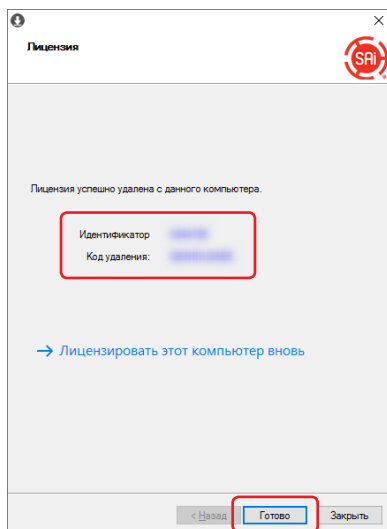 Лицензия
SAi
Лицензия успешно удалена с данного компьютера.
Идентификатор
Код удаления:
→ Лицензировать этот компьютер вновь
< Назад Готово Закрыть